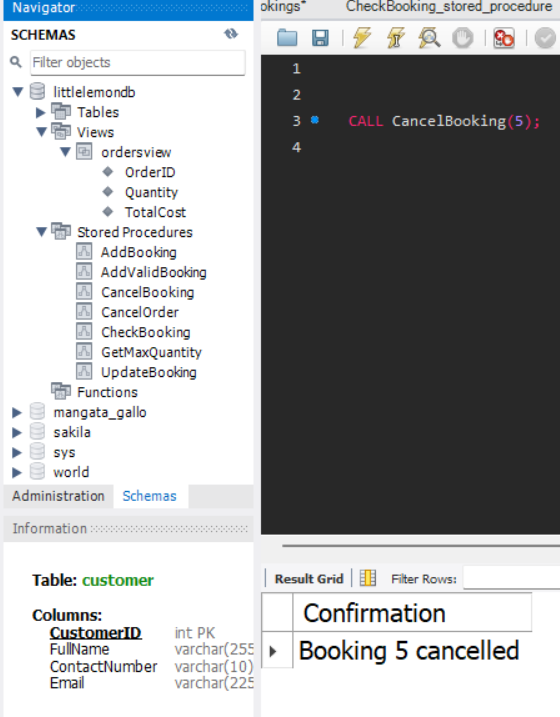 Navigator
SCHEMAS
Filter objects
littlelemondb
Tables
Views
ordersview
OrderID
Quantity
TotalCost
Stored Procedures
AddBooking
AddValidBooking
CancelBooking
CancelOrder
CheckBooking
GetMaxQuantity
UpdateBooking
Functions
mangata_gallo
sakila
sys
world
Administration Schemas
Information
Table: customer
Columns:
CustomerID int PK
FullName varchar(255
ContactNumber varchar(10)
Email varchar(225
okings* CheckBooking_stored_procedure
1
2
3 CALL CancelBooking(5);
4
Result Grid Filter Rows:
Confirmation
Booking 5 cancelled